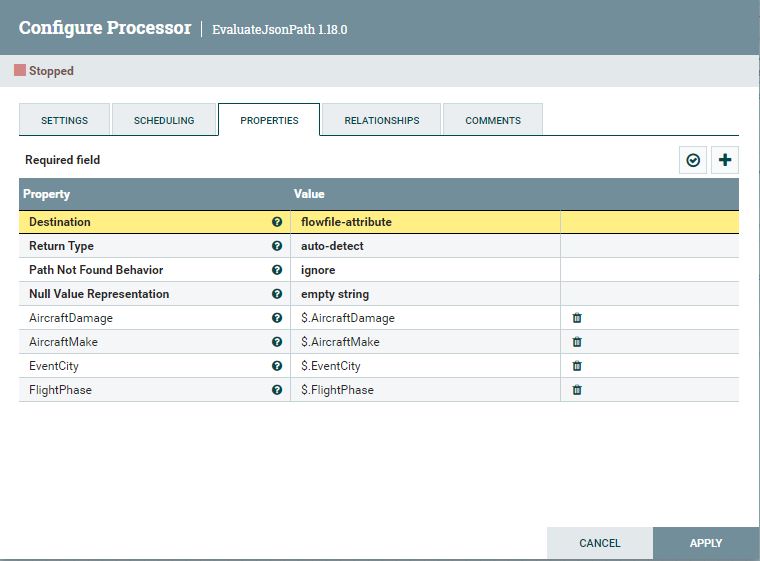 Configure Processor | EvaluateJsonPath 1.18.0
Stopped
SETTINGS SCHEDULING PROPERTIES RELATIONSHIPS COMMENTS
Required field
Property Value
Destination flowfile-attribute
Return Type auto-detect
Path Not Found Behavior ignore
Null Value Representation empty string
AircraftDamage $.AircraftDamage
AircraftMake $.AircraftMake
EventCity $.EventCity
FlightPhase $.FlightPhase
CANCEL APPLY